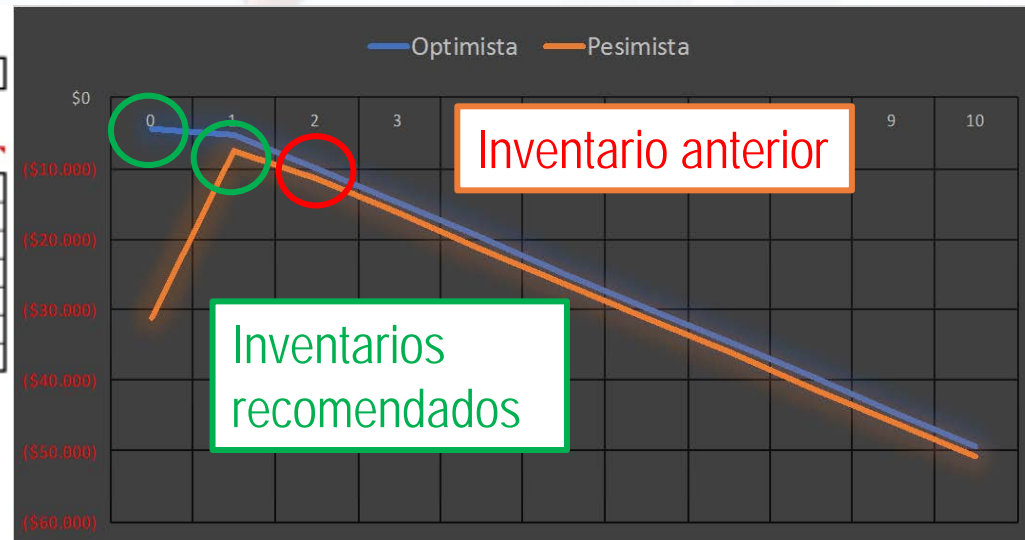 Optimista Pesimista
$0
0 1 2 3 9 10
Inventario anterior
($10.000)
($20.000)
($30.000)
Inventarios
recomendados
($40.000)
($50.000)
($60.000)